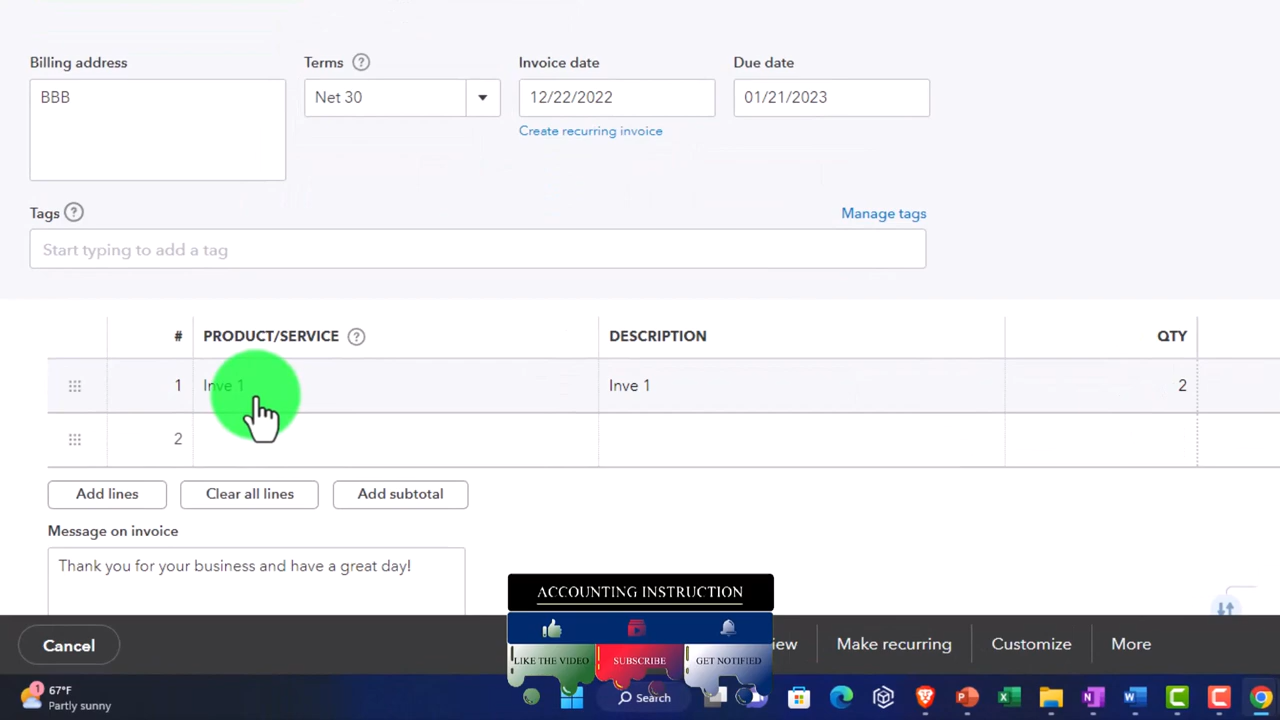 Billing address
Terms ?
Invoice date
Due date
BBB
Net 30
12/22/2022
01/21/2023
Create recurring invoice
Tags ?
Manage tags
Start typing to add a tag
# PRODUCT/SERVICE ? DESCRIPTION QTY
1 Inve 1 Inve 1 2
2
Add lines Clear all lines Add subtotal
Message on invoice
Thank you for your business and have a great day!
ACCOUNTING INSTRUCTION
LIKE THE VIDEO SUBSCRIBE GET NOTIFIED
Cancel
Make recurring
Customize
More
1
67°F
Partly sunny
Search